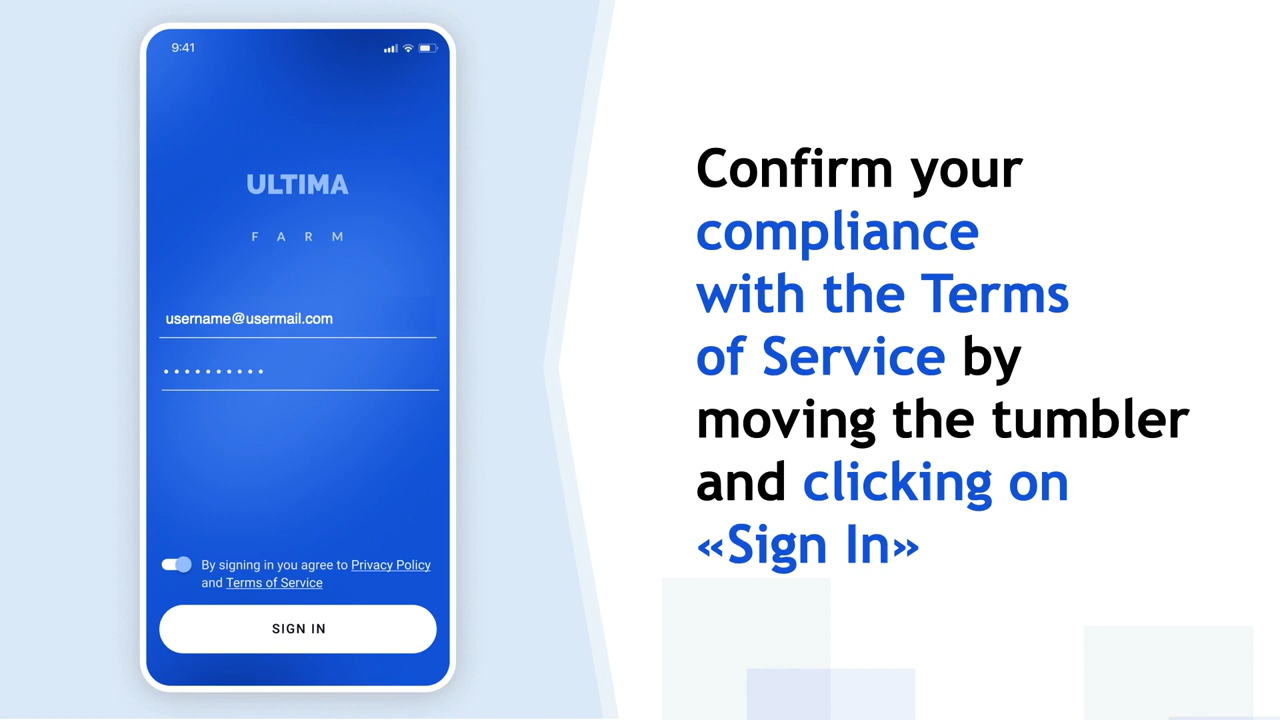 9:41
ULTIMA
F A R M
username@usermail.com
By signing in you agree to Privacy Policy
and Terms of Service
SIGN IN
Confirm your
compliance
with the Terms
of Service by
moving the tumbler
and clicking on
«Sign In»